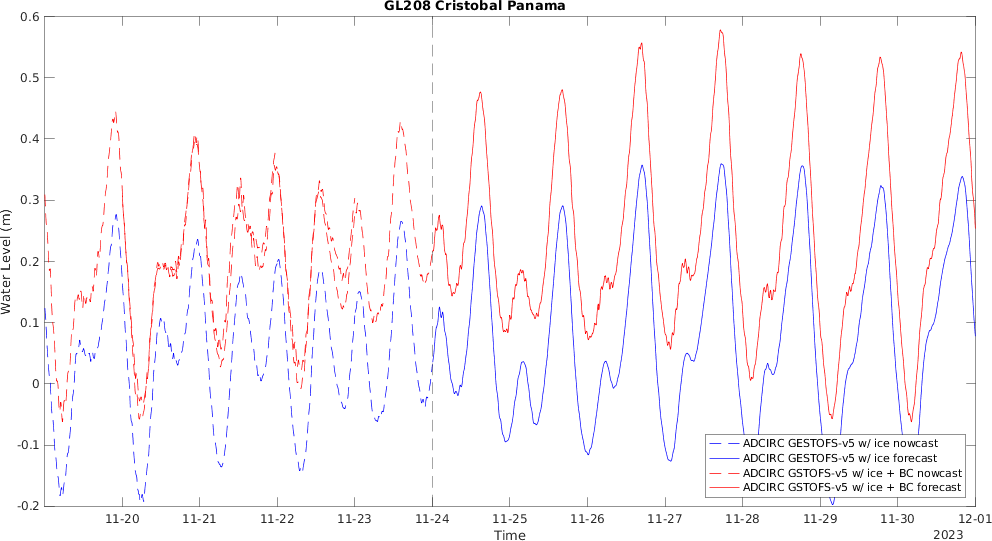 GL208 Cristobal Panama
0.6
0.5
0.4
0.3
0.2
0.1
0
-0.1
-0.2
Water Level (m)
ADCIRC GESTOFS-v5 w/ ice nowcast
ADCIRC GESTOFS-v5 w/ ice forecast
ADCIRC GSTOFS-v5 w/ ice + BC nowcast
ADCIRC GSTOFS-v5 w/ ice + BC forecast
11-20 11-21 11-22 11-23 11-24 11-25 11-26 11-27 11-28 11-29 11-30 12-01
Time
2023